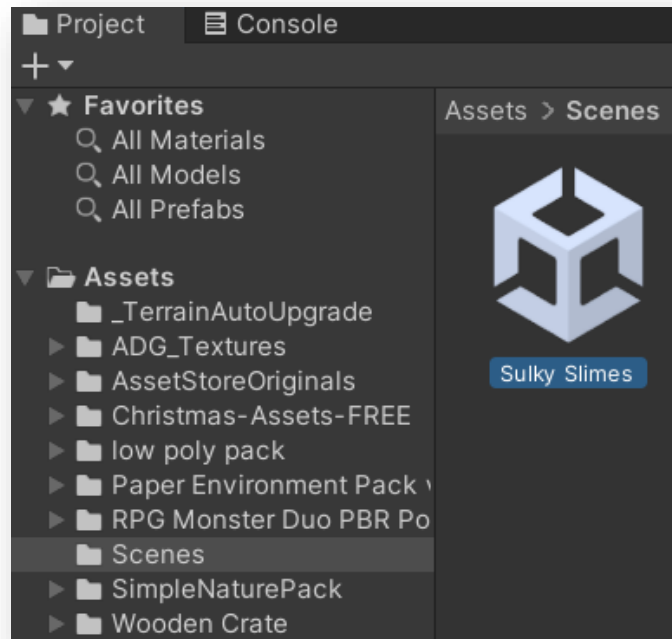 Project
Console
Favorites
All Materials
All Models
All Prefabs
Assets
_TerrainAutoUpgrade
ADG_Textures
AssetStoreOriginals
Christmas-Assets-FREE
low poly pack
Paper Environment Pack
RPG Monster Duo PBR Po
Scenes
SimpleNaturePack
Wooden Crate
Assets > Scenes
Sulky Slimes